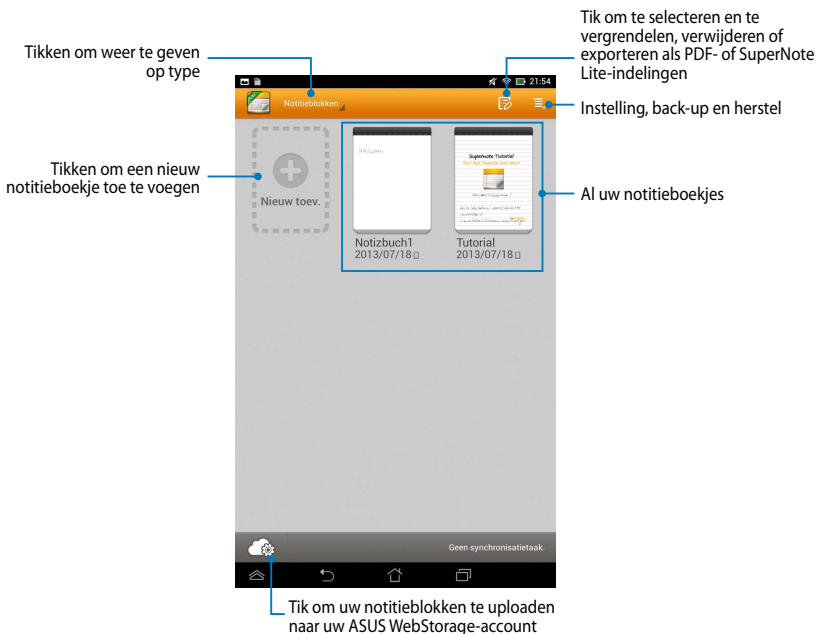 Tik om te selecteren en te
vergrendelen, verwijderen of
exporteren als PDF- of SuperNote
Lite-indelingen
Tikken om weer te geven
op type
21:54
Notitieblokken
Instelling, back-up en herstel
Tikken om een nieuw
notitieboekje toe te voegen
Nieuw toev.
Supernote Tutorial
Al uw notitieboekjes
Notizbuch1
2013/07/18
Tutorial
2013/07/18
Geen synchronisatietaak.
Tik om uw notitieblokken te uploaden
naar uw ASUS WebStorage-account